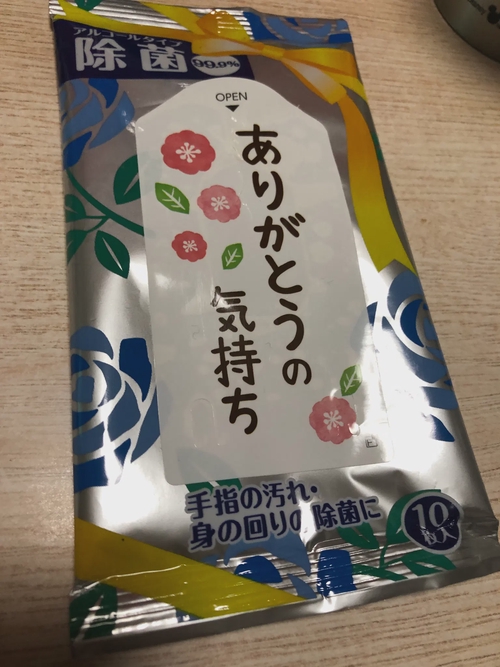 アルコールタイプ
除菌
99.9%
OPEN
ありがとうの
気持ち
手指の汚れ・
身の回りの除菌に
10枚入